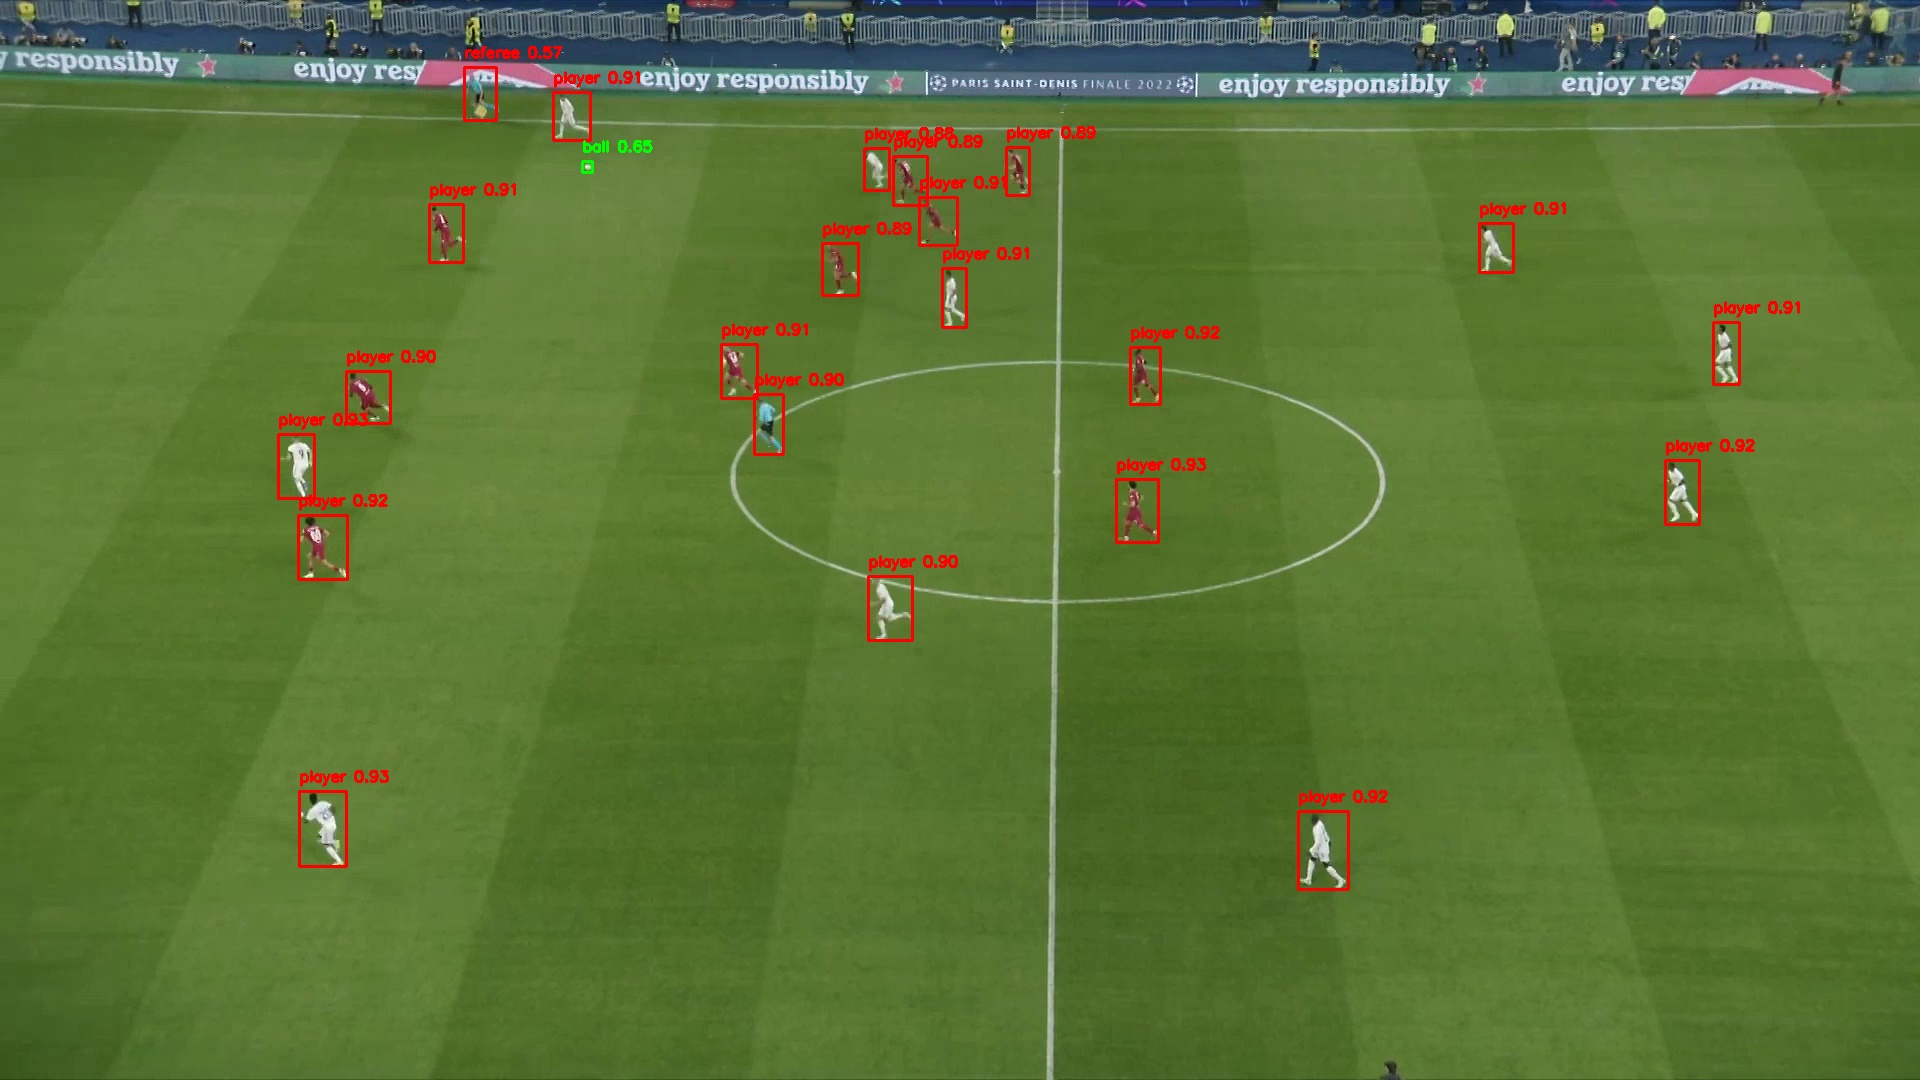 y responsibly
enjoy res
enjoy responsibly
PARIS SAINT-DENIS FINALE 2022
enjoy responsibly
enjoy res
referee 0.57
player 0.91
ball 0.65
player 0.88
player 0.89
player 0.89
player 0.91
player 0.91
player 0.91
player 0.89
player 0.91
player 0.91
player 0.91
player 0.92
player 0.90
player 0.90
player 0.93
player 0.92
player 0.93
player 0.92
player 0.90
player 0.93
player 0.92
9